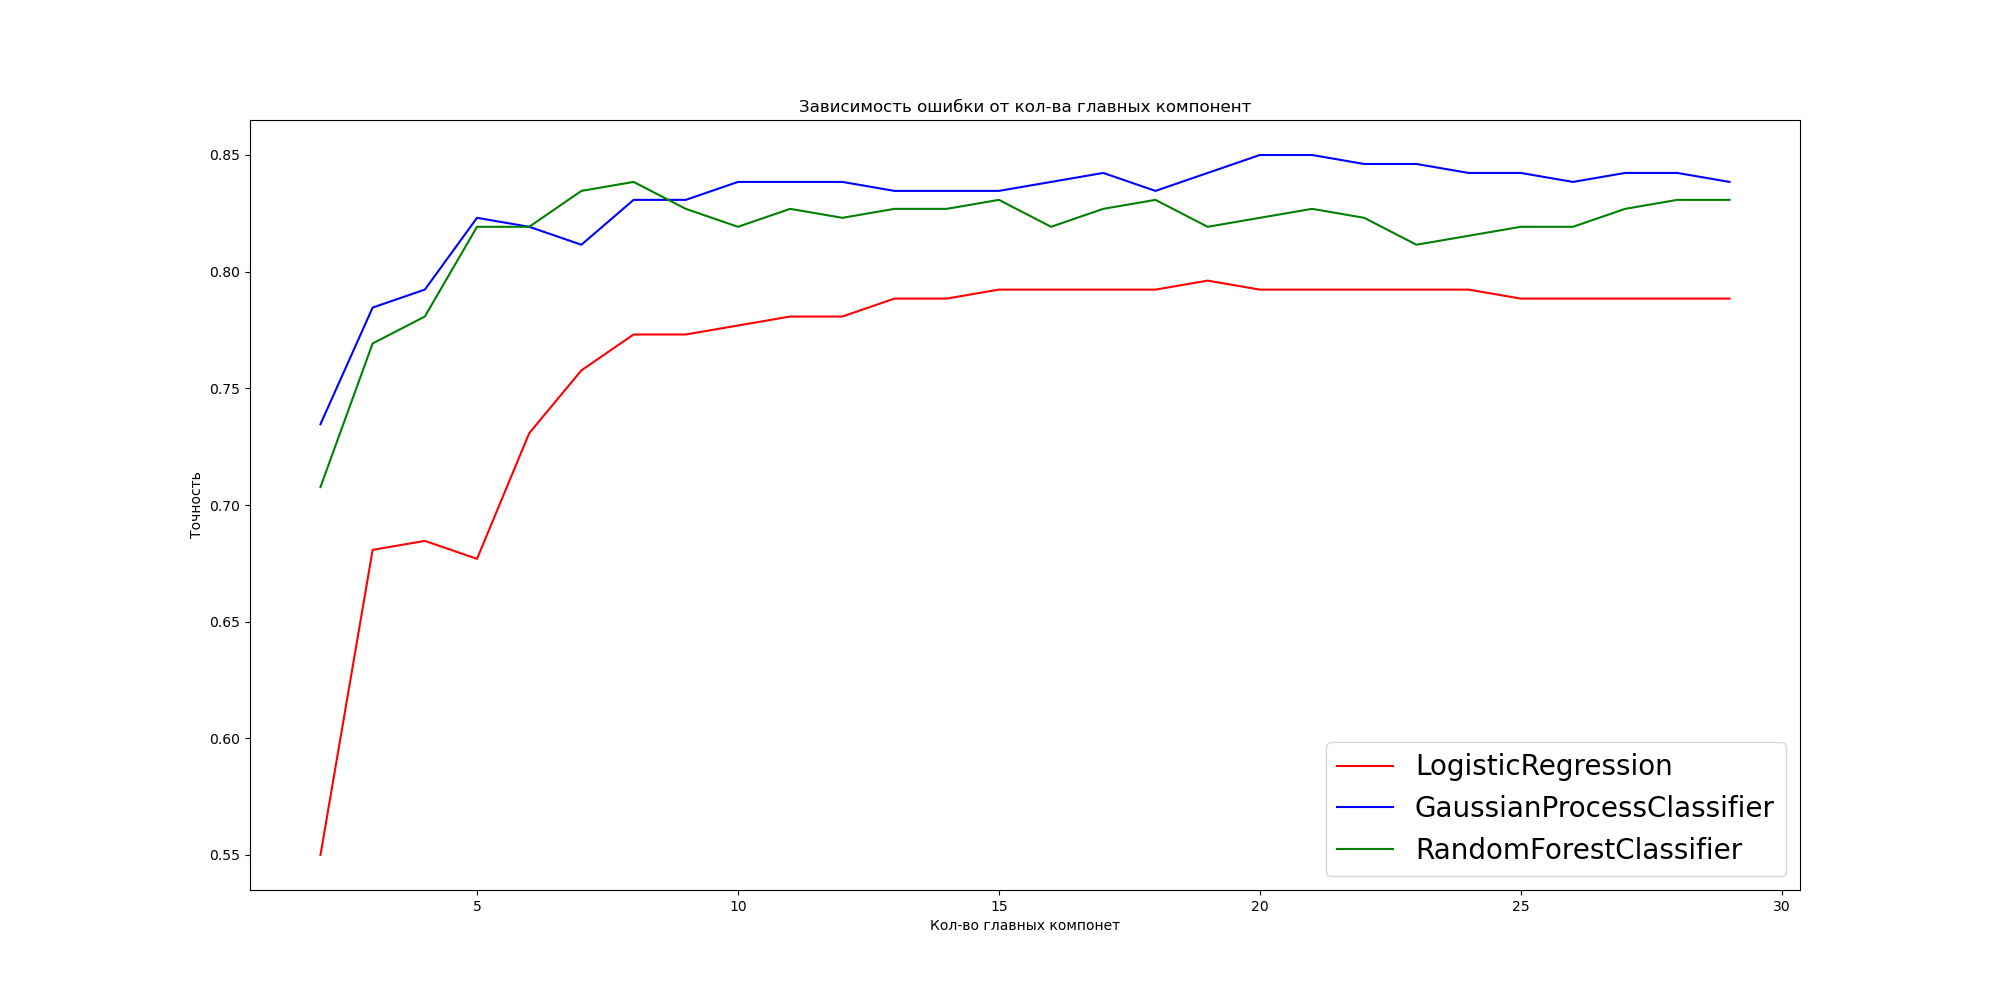 Зависимость ошибки от кол-ва главных компонент
Точность
0.85
0.80
0.75
0.70
0.65
0.60
0.55
LogisticRegression
GaussianProcessClassifier
RandomForestClassifier
5 10 15 20 25 30
Кол-во главных компонет